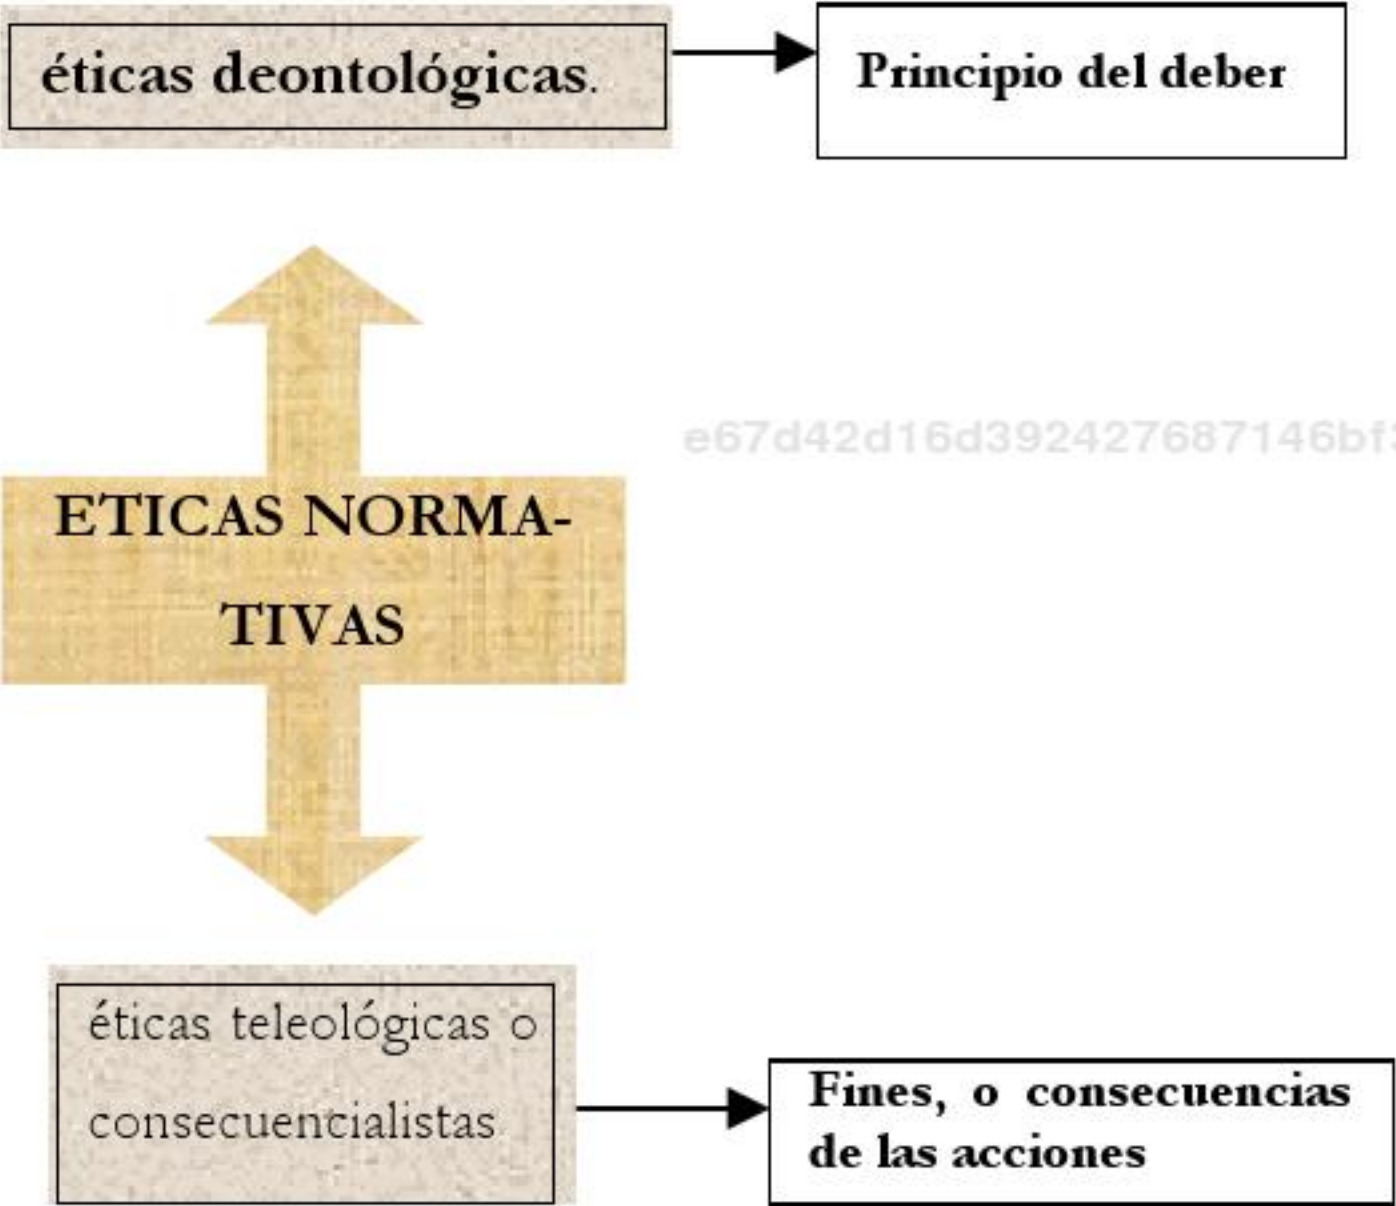 éticas deontológicas.
Principio del deber
e67d42d16d392427687146bf
ETICAS NORMA-
TIVAS
éticas teleológicas o
consecuencialistas
Fines, o consecuencias
de las acciones